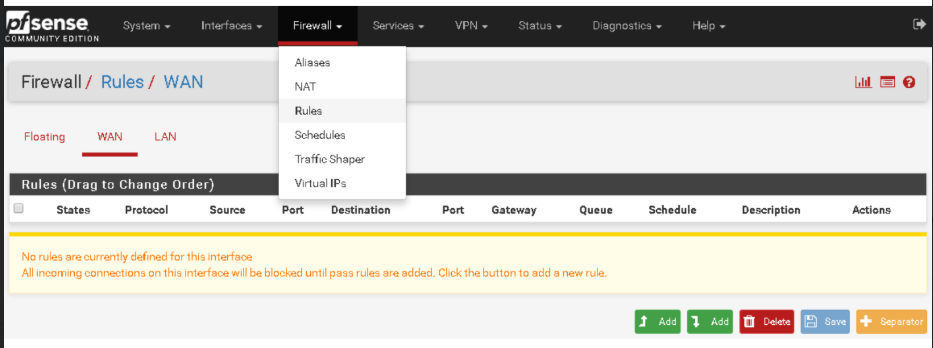 pfsense
COMMUNITY EDITION
System Interfaces Firewall Services VPN Status Diagnostics Help
Aliases
NAT
Rules
Schedules
Traffic Shaper
Virtual IPs
Firewall / Rules / WAN
Floating WAN LAN
Rules (Drag to Change Order)
States Protocol Source Port Destination Port Gateway Queue Schedule Description Actions
No rules are currently defined for this interface
All incoming connections on this interface will be blocked until pass rules are added. Click the button to add a new rule.
Add Add Delete Save Separator